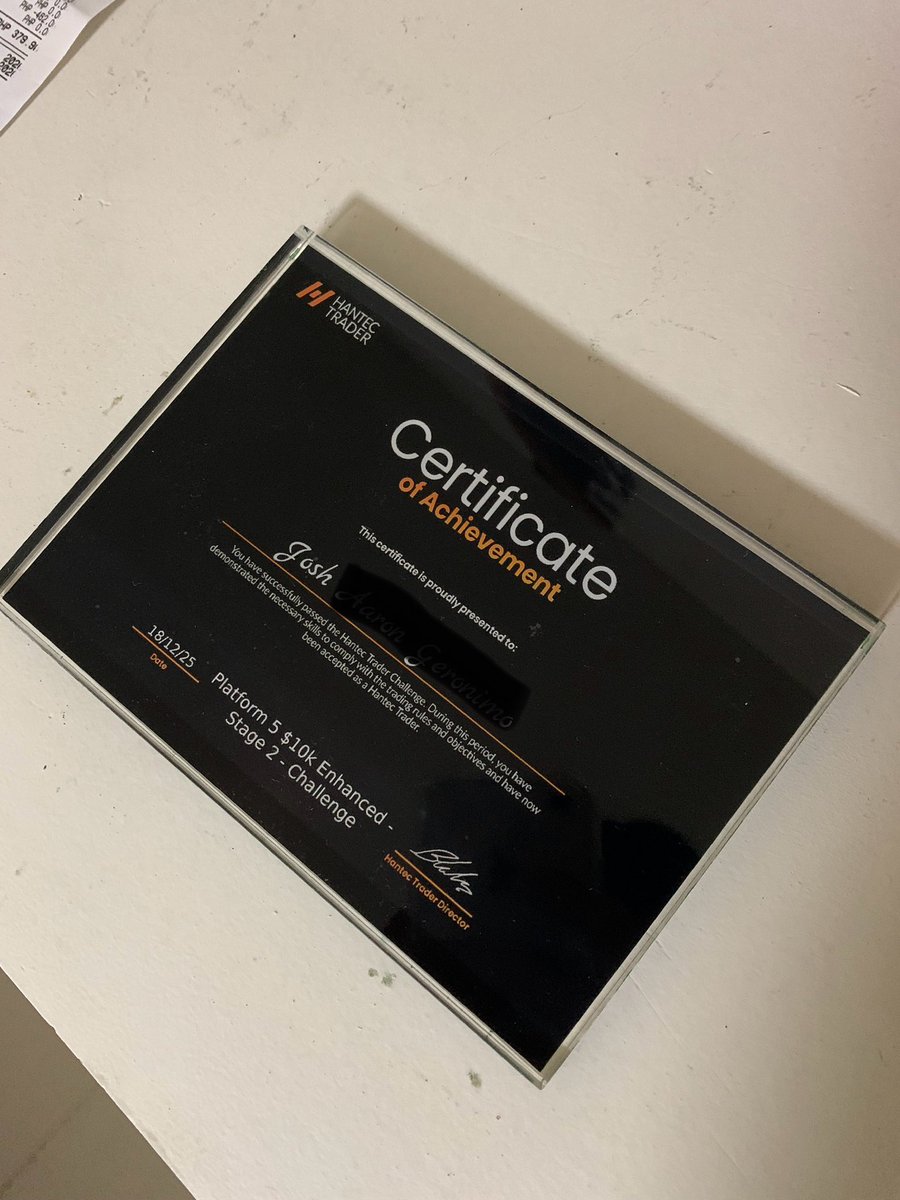 PHP 379.9
HANTEC
TRADER
Certificate
of Achievement
This certificate is proudly presented to:
Josh
You have successfully passed the Hantec Trader Challenge. During this period, you have
demonstrated the necessary skills to comply with the trading rules and objectives and have now
been accepted as a Hantec Trader.
18/12/25
Date
Platform 5 $10k Enhanced -
Stage 2 - Challenge
Hantec Trader Director